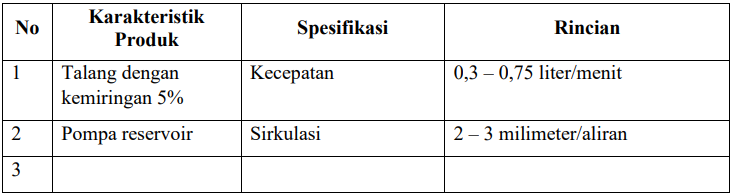 No Karakteristik Produk Spesifikasi Rincian
1 Talang dengan kemiringan 5% Kecepatan 0,3 – 0,75 liter/menit
2 Pompa reservoir Sirkulasi 2 – 3 milimeter/aliran
3